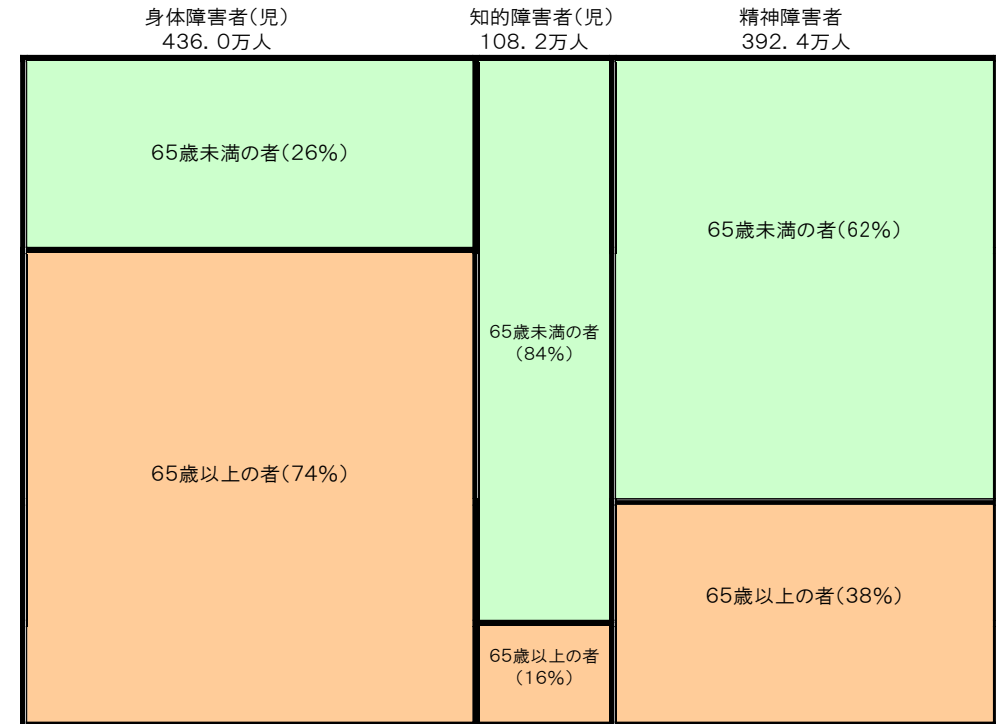 身体障害者(児)
436.0万人
知的障害者(児)
108.2万人
精神障害者
392.4万人
65歳未満の者(26%)
65歳以上の者(74%)
65歳未満の者
(84%)
65歳以上の者
(16%)
65歳未満の者(62%)
65歳以上の者(38%)